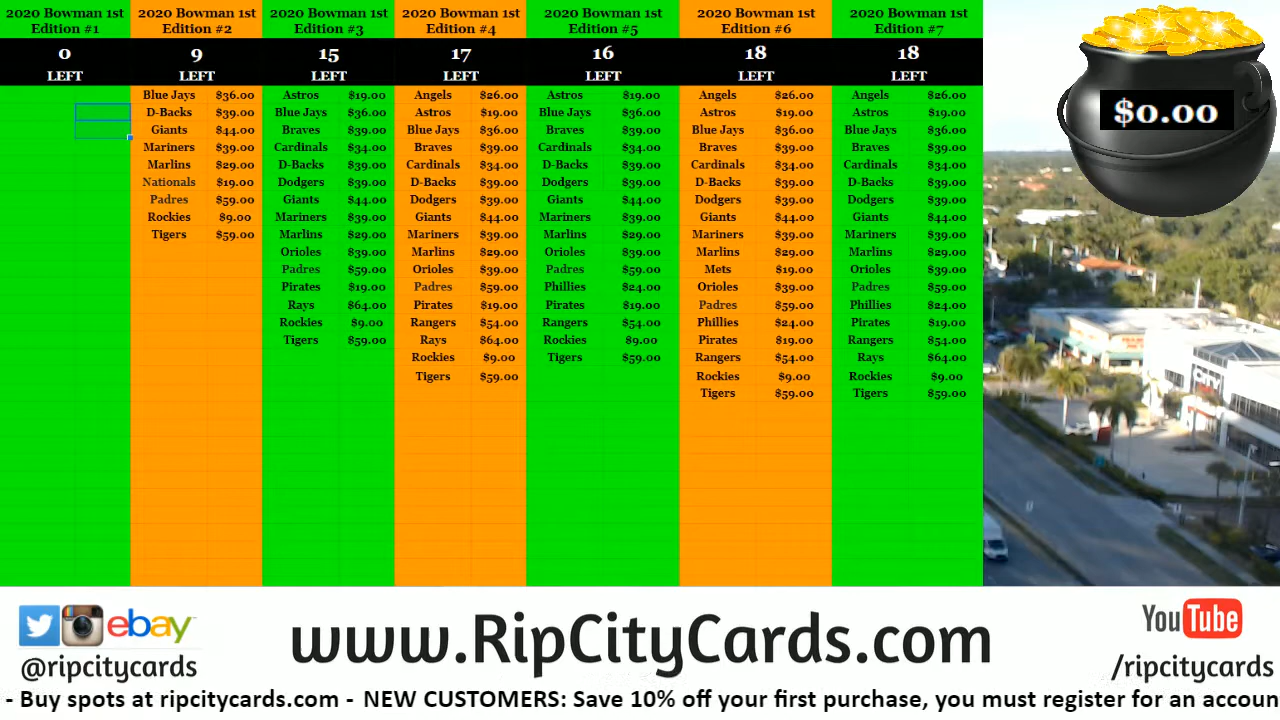 2020 Bowman 1st
Edition #1
0
LEFT
2020 Bowman 1st
Edition #2
9
LEFT
Blue Jays $36.00
D-Backs $39.00
Giants $44.00
Mariners $39.00
Marlins $29.00
Nationals $19.00
Padres $59.00
Rockies $9.00
Tigers $59.00
2020 Bowman 1st
Edition #3
15
LEFT
Astros $19.00
Blue Jays $36.00
Braves $39.00
Cardinals $34.00
D-Backs $39.00
Dodgers $39.00
Giants $44.00
Mariners $39.00
Marlins $29.00
Orioles $39.00
Padres $59.00
Pirates $19.00
Rays $64.00
Rockies $9.00
Tigers $59.00
2020 Bowman 1st
Edition #4
17
LEFT
Angels $26.00
Astros $19.00
Blue Jays $36.00
Braves $39.00
Cardinals $34.00
D-Backs $39.00
Dodgers $39.00
Giants $44.00
Mariners $39.00
Marlins $29.00
Orioles $39.00
Padres $59.00
Pirates $19.00
Rangers $54.00
Rays $64.00
Rockies $9.00
Tigers $59.00
2020 Bowman 1st
Edition #5
16
LEFT
Astros $19.00
Blue Jays $36.00
Braves $39.00
Cardinals $34.00
D-Backs $39.00
Dodgers $39.00
Giants $44.00
Mariners $39.00
Marlins $29.00
Orioles $39.00
Padres $59.00
Phillies $24.00
Pirates $19.00
Rangers $54.00
Rockies $9.00
Tigers $59.00
2020 Bowman 1st
Edition #6
18
LEFT
Angels $26.00
Astros $19.00
Blue Jays $36.00
Braves $39.00
Cardinals $34.00
D-Backs $39.00
Dodgers $39.00
Giants $44.00
Mariners $39.00
Marlins $29.00
Mets $19.00
Orioles $39.00
Padres $59.00
Phillies $24.00
Pirates $19.00
Rangers $54.00
Rockies $9.00
Tigers $59.00
2020 Bowman 1st
Edition #7
18
LEFT
Angels $26.00
Astros $19.00
Blue Jays $36.00
Braves $39.00
Cardinals $34.00
D-Backs $39.00
Dodgers $39.00
Giants $44.00
Mariners $39.00
Marlins $29.00
Orioles $39.00
Padres $59.00
Phillies $24.00
Pirates $19.00
Rangers $54.00
Rays $64.00
Rockies $9.00
Tigers $59.00
$0.00
ebay
@ripcitycards
www.RipCityCards.com
YouTube
/ripcitycards
- Buy spots at ripcitycards.com - NEW CUSTOMERS: Save 10% off your first purchase, you must register for an accoun